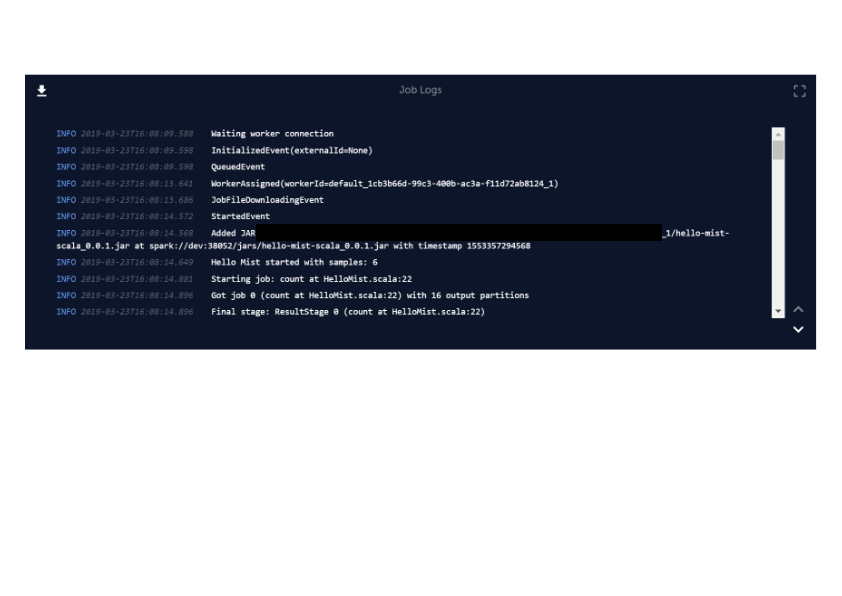 Job Logs
INFO 2019-03-23T16:08:09.588 Waiting worker connection
INFO 2019-03-23T16:08:09.598 InitializedEvent(externalId=None)
INFO 2019-03-23T16:08:09.598 QueuedEvent
INFO 2019-03-23T16:08:13.641 WorkerAssigned(workerId=default_1cb3b66d-99c3-400b-ac3a-f11d72ab8124_1)
INFO 2019-03-23T16:08:13.686 JobFileDownloadingEvent
INFO 2019-03-23T16:08:14.572 StartedEvent
INFO 2019-03-23T16:08:14.568 Added JAR _1/hello-mist-
scala_0.0.1.jar at spark://dev:38052/jars/hello-mist-scala_0.0.1.jar with timestamp 1553357294568
INFO 2019-03-23T16:08:14.649 Hello Mist started with samples: 6
INFO 2019-03-23T16:08:14.881 Starting job: count at HelloMist.scala:22
INFO 2019-03-23T16:08:14.896 Got job 0 (count at HelloMist.scala:22) with 16 output partitions
INFO 2019-03-23T16:08:14.896 Final stage: ResultStage 0 (count at HelloMist.scala:22)